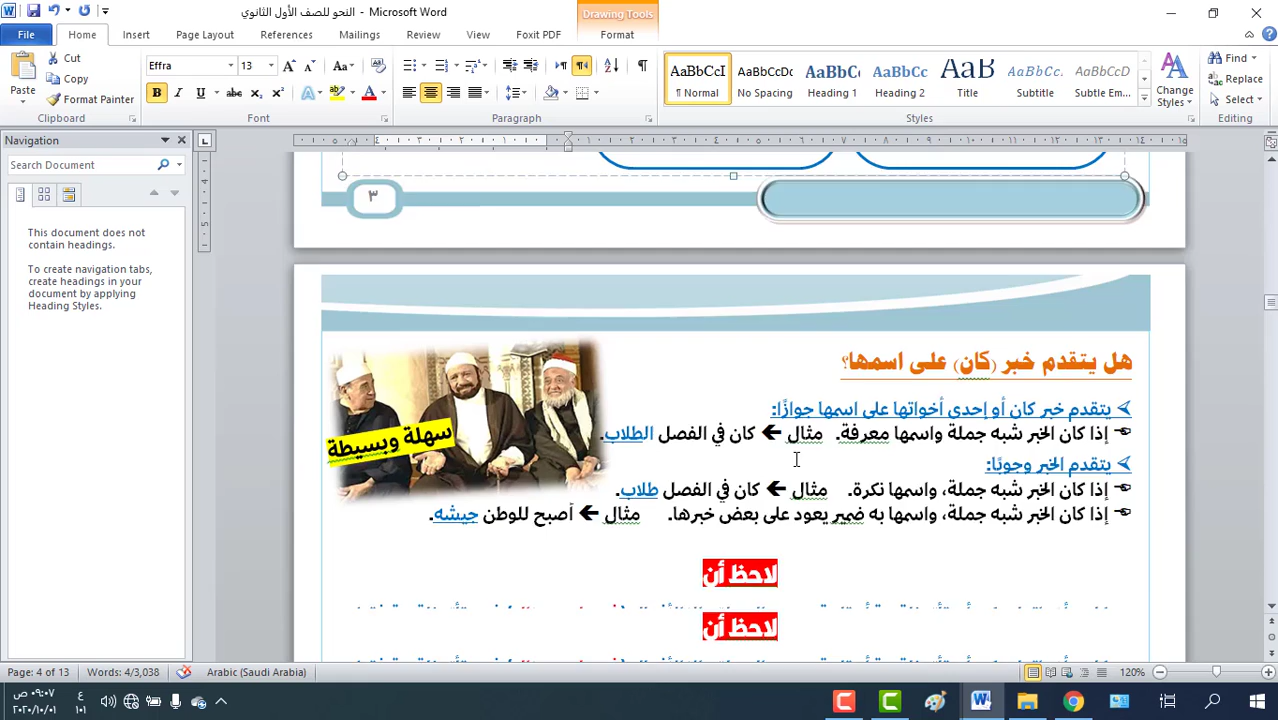 النحو للصف الأول الثانوي - Microsoft Word
Drawing Tools
File Home Insert Page Layout References Mailings Review View Foxit PDF Format
Paste Cut Copy Format Painter
Clipboard
Effra 13
Font
Paragraph
AaBbCcI AaBbCcDc AaBbC AaBbCc AaB AaBbCc. AaBbCcDc
¶ Normal No Spacing Heading 1 Heading 2 Title Subtitle Subtle Em...
Styles
Change Styles
Find Replace Select
Editing
Navigation
Search Document
This document does not contain headings.
To create navigation tabs, create headings in your document by applying Heading Styles.
٣
هل يتقدم خبر (كان) على اسمها؟
يتقدم خبر كان أو إحدى أخواتها على اسمها جوازًا:
إذا كان الخبر شبه جملة واسمها معرفة. مثال كان في الفصل الطلاب.
يتقدم الخبر وجوبًا:
إذا كان الخبر شبه جملة، واسمها نكرة. مثال كان في الفصل طلاب.
إذا كان الخبر شبه جملة، واسمها به ضمير يعود على بعض خبرها. مثال أصبح للوطن جيشه.
سهلة وبسيطة
لاحظ أن
لاحظ أن
Page: 4 of 13 Words: 4/3,038 Arabic (Saudi Arabia) 120%
٠٩:٠٧ ص
٢٠٢٠/١٠/٠١
ع
١٠١